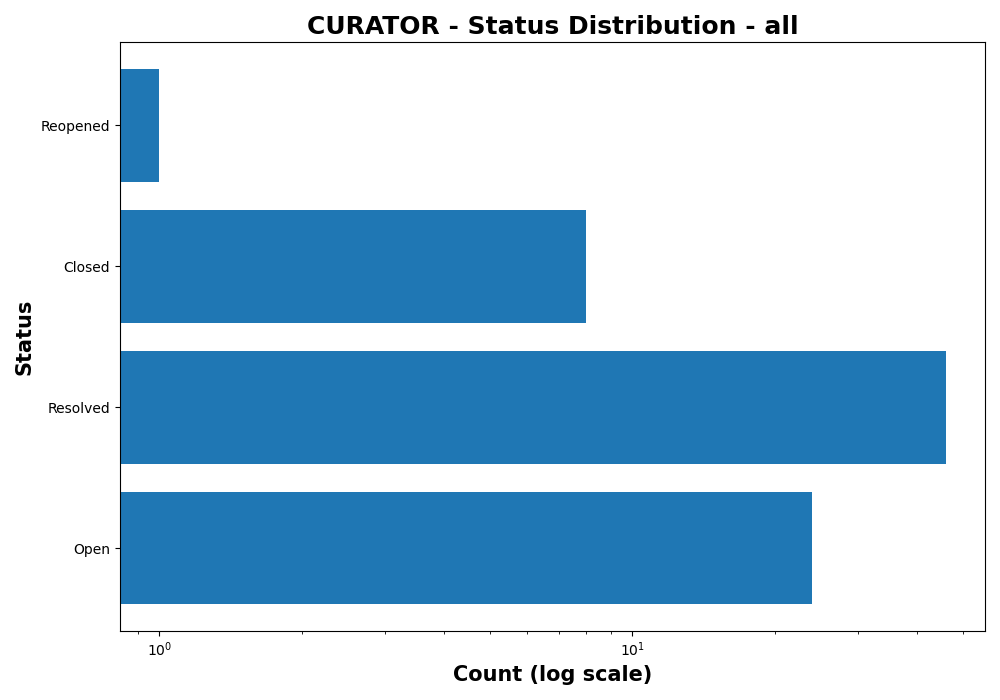 CURATOR - Status Distribution - all
Reopened
Closed
Resolved
Open
Status
10⁰
10¹
Count (log scale)